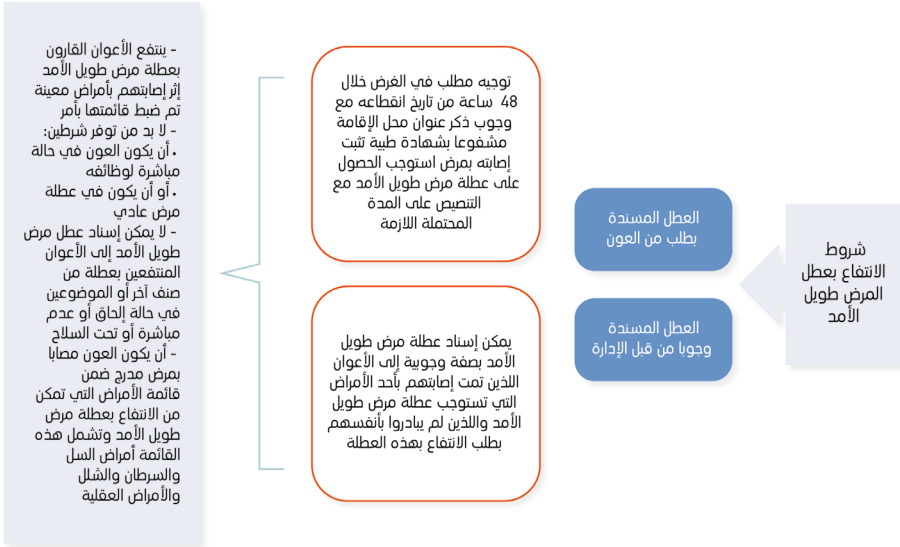 شروط
الانتفاع بعطل
المرض طويل
الأمد
العطل المسندة
بطلب من العون
العطل المسندة
وجوبا من قبل الإدارة
توجيه مطلب في الغرض خلال
48 ساعة من تاريخ انقطاعه مع
وجوب ذكر عنوان محل الإقامة
مشفوعا بشهادة طبية تثبت
إصابته بمرض استوجب الحصول
على عطلة مرض طويل الأمد مع
التنصيص على المدة
المحتملة اللازمة
يمكن إسناد عطلة مرض طويل
الأمد بصفة وجوبية إلى الأعوان
اللذين تمت إصابتهم بأحد الأمراض
التي تستوجب عطلة مرض طويل
الأمد واللذين لم يبادروا بأنفسهم
بطلب الانتفاع بهذه العطلة
- ينتفع الأعوان القارون
بعطلة مرض طويل الأمد
إثر إصابتهم بأمراض معينة
تم ضبط قائمتها بأمر
- لا بد من توفر شرطين:
• أن يكون العون في حالة
مباشرة لوظائفه
• أو أن يكون في عطلة
مرض عادي
- لا يمكن إسناد عطل مرض
طويل الأمد إلى الأعوان
المنتفعين بعطلة من
صنف آخر أو الموضوعين
في حالة إلحاق أو عدم
مباشرة أو تحت السلاح
- أن يكون العون مصابا
بمرض مدرج ضمن
قائمة الأمراض التي تمكن
من الانتفاع بعطلة مرض
طويل الأمد وتشمل هذه
القائمة أمراض السل
والسرطان والشلل
والأمراض العقلية